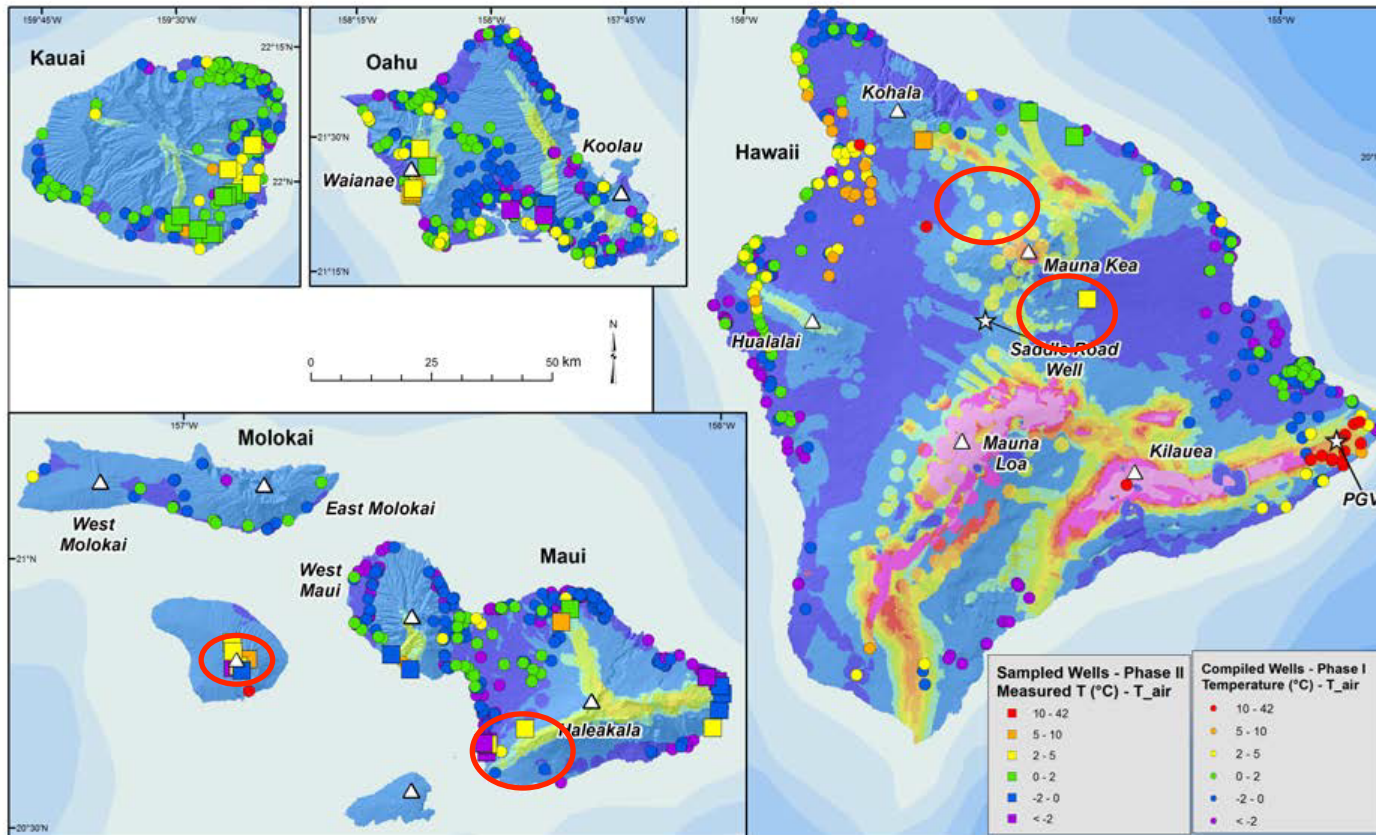 159°45'W
159°30'W
22°15'N
22°N
Kauai
158°15'W
158°W
157°45'W
21°30'N
21°15'N
Oahu
Waianae
Koolau
156°W
155°W
20°N
Hawaii
Kohala
Mauna Kea
Hualalai
Saddle Road
Well
Mauna
Loa
Kilauea
PGV
N
0
25
50 km
157°W
156°W
21°N
20°30'N
Molokai
West
Molokai
East Molokai
West
Maui
Maui
Haleakala
Sampled Wells - Phase II
Measured T (°C) - T_air
10 - 42
5 - 10
2 - 5
0 - 2
-2 - 0
< -2
Compiled Wells - Phase I
Temperature (°C) - T_air
10 - 42
5 - 10
2 - 5
0 - 2
-2 - 0
< -2